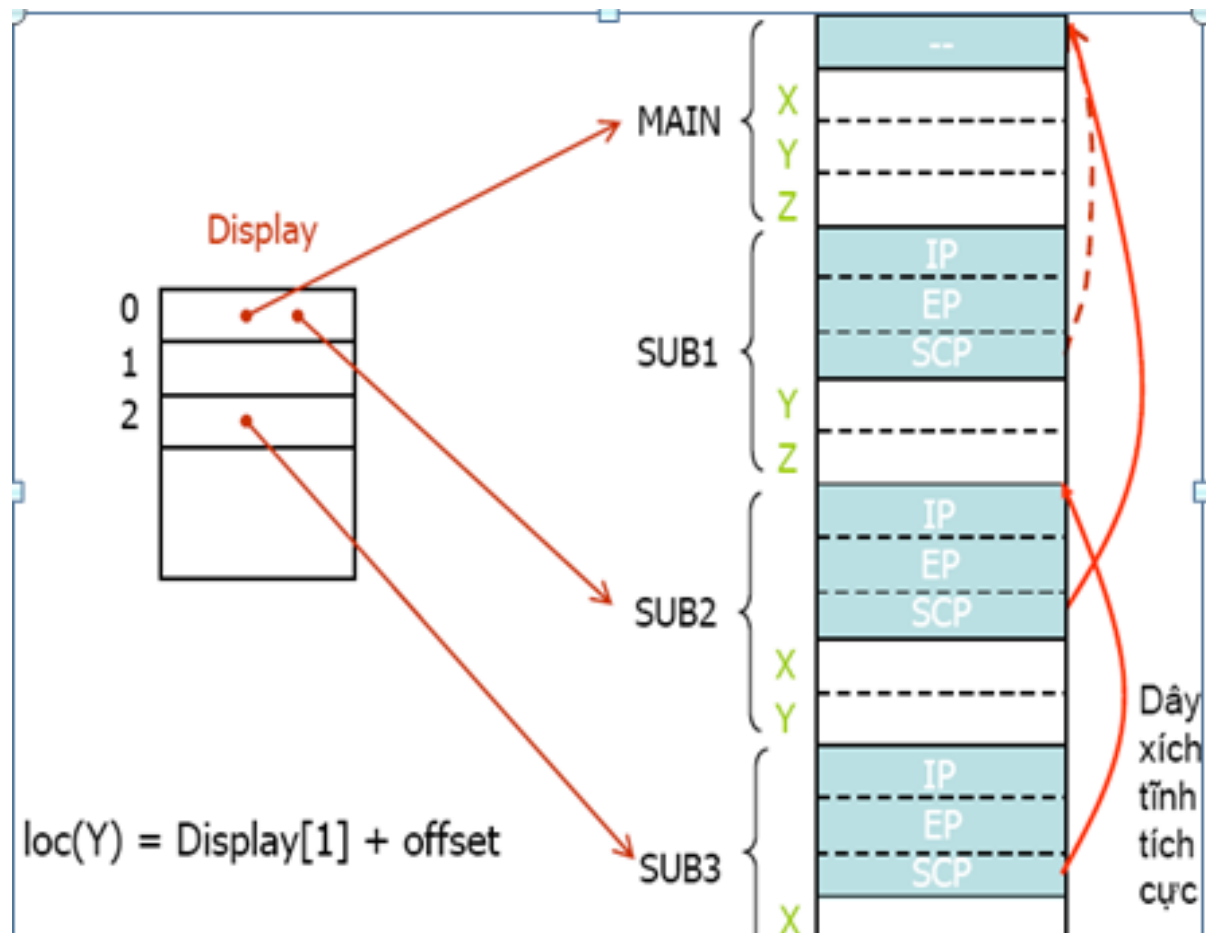 --
MAIN
X
Y
Z
Display
0
1
2
SUB1
IP
EP
SCP
Y
Z
SUB2
IP
EP
SCP
X
Y
SUB3
IP
EP
SCP
X
loc(Y) = Display[1] + offset
Dây
xích
tĩnh
tích
cực